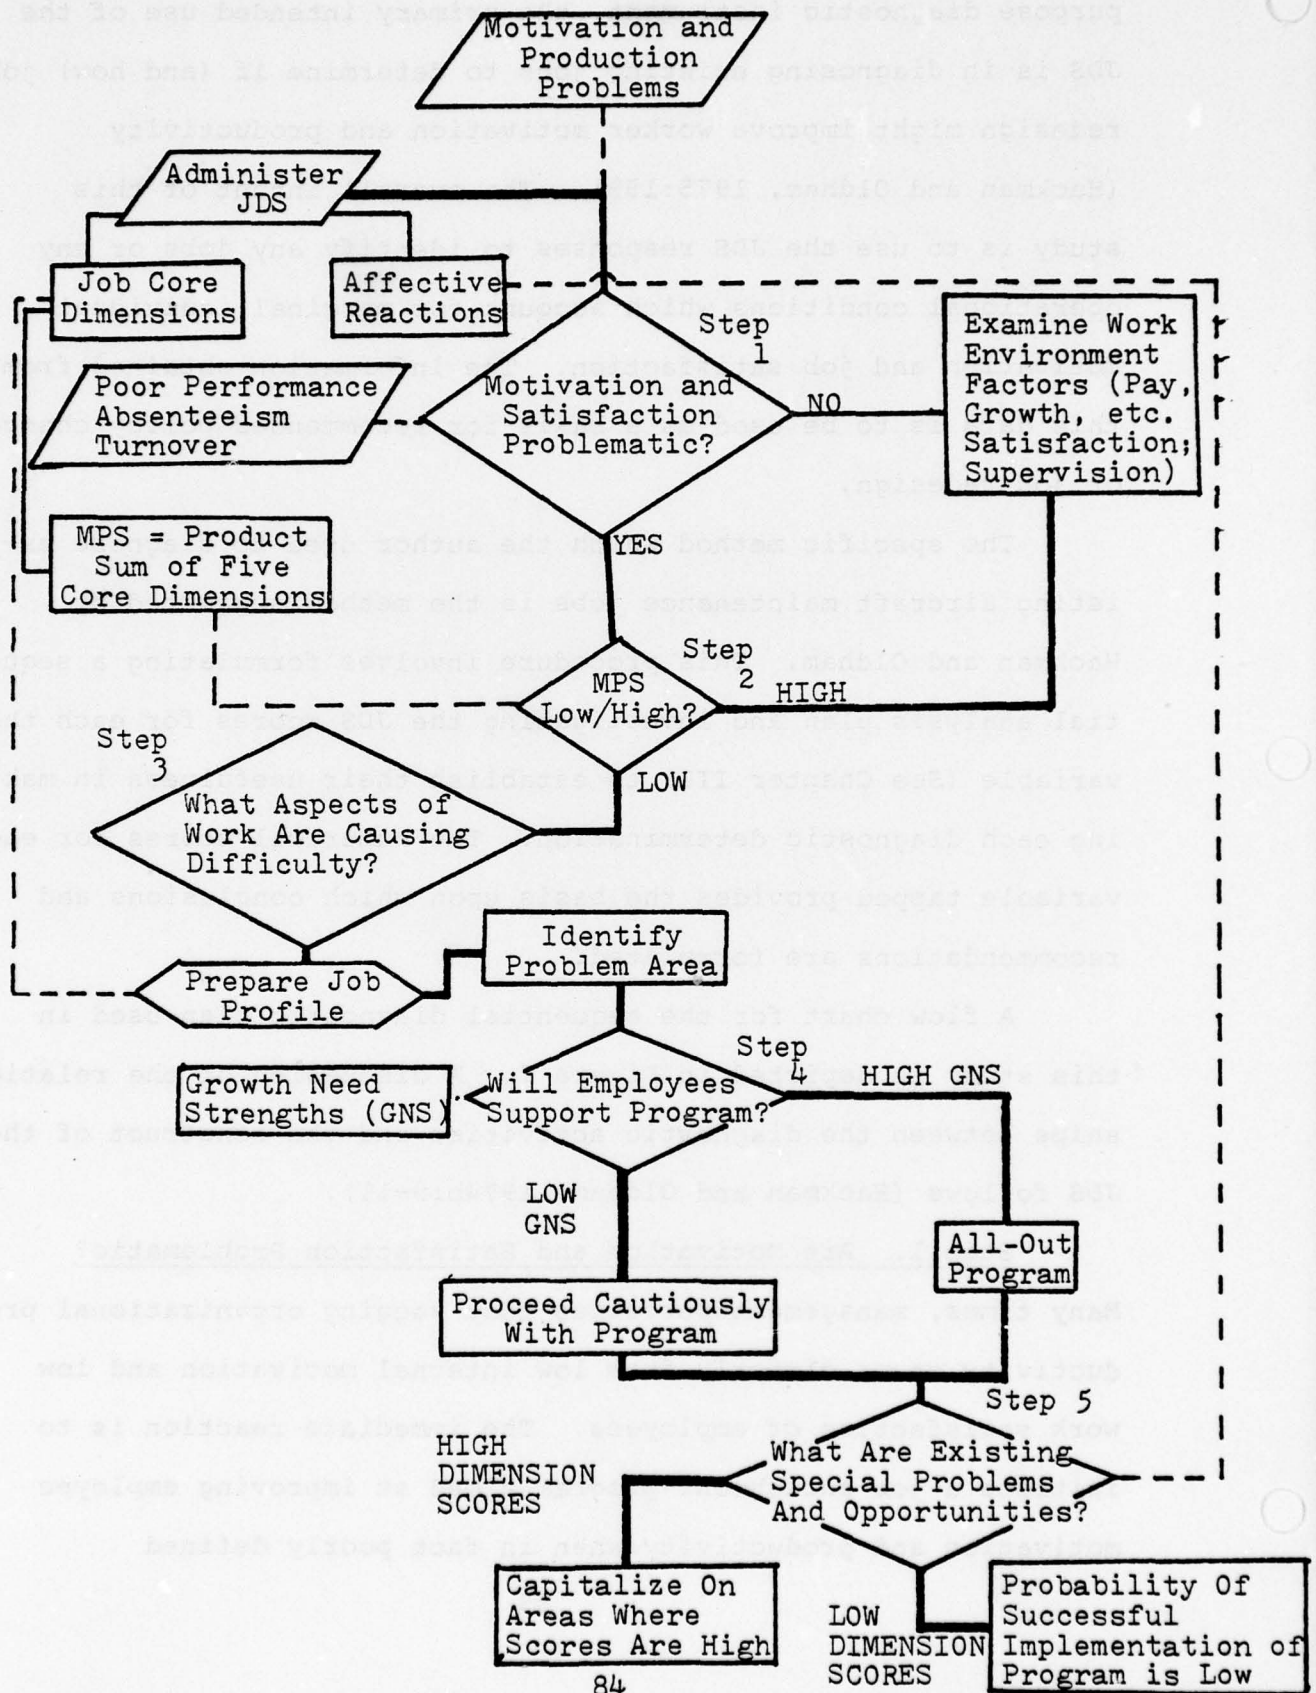 Motivation and
Production
Problems
Administer
JDS
Job Core
Dimensions
Affective
Reactions
Step
1
Examine Work
Environment
Factors (Pay,
Growth, etc.
Satisfaction;
Supervision)
Poor Performance
Absenteeism
Turnover
Motivation and
Satisfaction
Problematic?
NO
MPS = Product
Sum of Five
Core Dimensions
YES
Step
2
MPS
Low/High?
HIGH
LOW
Step
3
What Aspects of
Work Are Causing
Difficulty?
Identify
Problem Area
Prepare Job
Profile
Step
4
Growth Need
Strengths (GNS)
Will Employees
Support Program?
HIGH GNS
LOW
GNS
All-Out
Program
Proceed Cautiously
With Program
Step 5
HIGH
DIMENSION
SCORES
What Are Existing
Special Problems
And Opportunities?
Capitalize On
Areas Where
Scores Are High
LOW
DIMENSION
SCORES
Probability Of
Successful
Implementation of
Program is Low
84